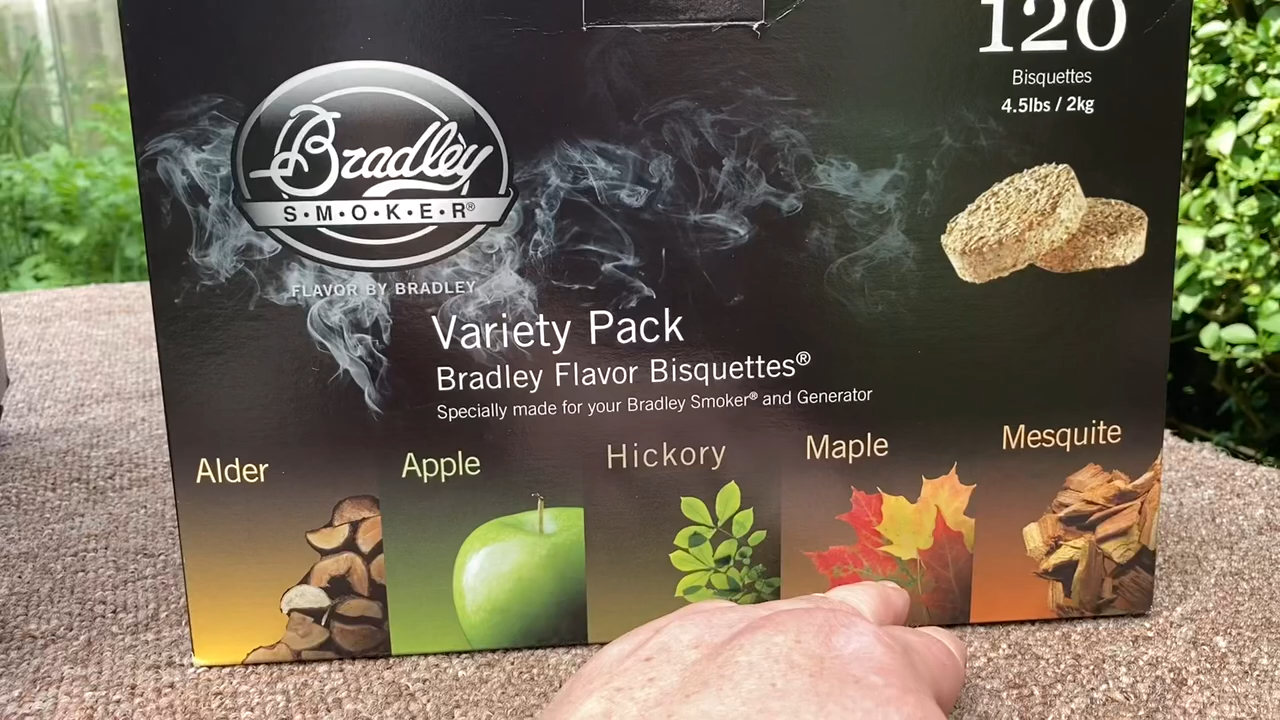 120
Bisquettes
4.5lbs / 2kg
Bradley
S•M•O•K•E•R®
FLAVOR BY BRADLEY
Variety Pack
Bradley Flavor Bisquettes®
Specially made for your Bradley Smoker® and Generator
Alder
Apple
Hickory
Maple
Mesquite